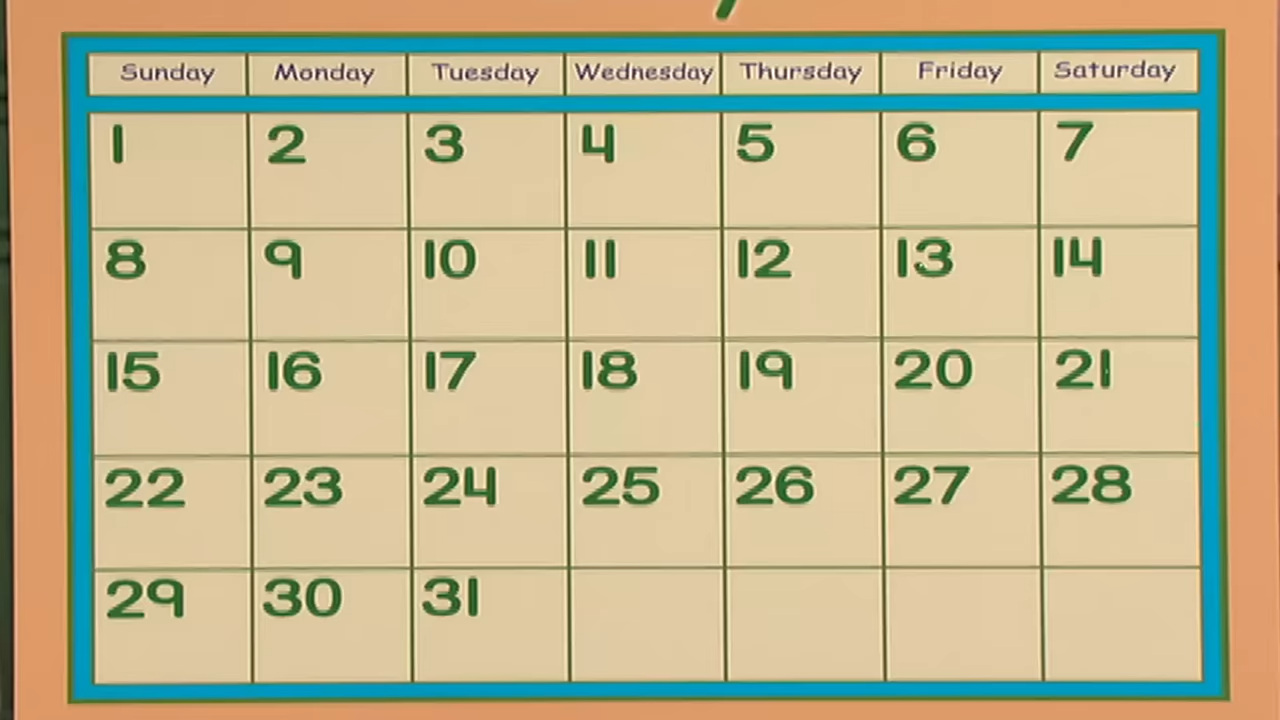 Sunday Monday Tuesday Wednesday Thursday Friday Saturday
1 2 3 4 5 6 7
8 9 10 11 12 13 14
15 16 17 18 19 20 21
22 23 24 25 26 27 28
29 30 31